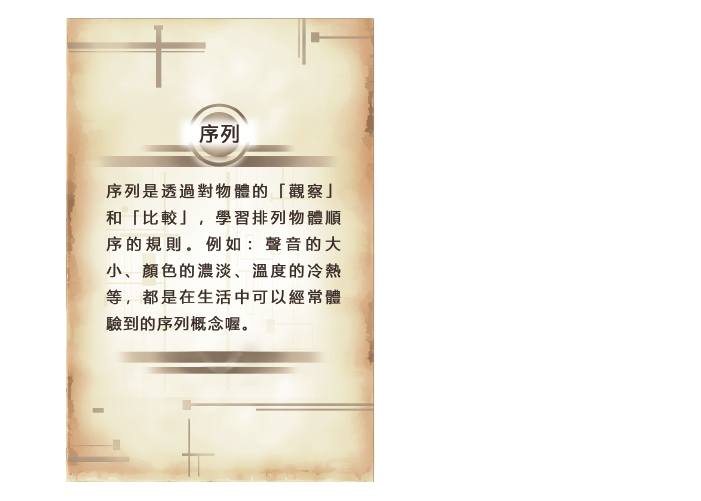 序列
序列是透過對物體的「觀察」
和「比較」，學習排列物體順
序的規則。例如：聲音的大
小、顏色的濃淡、溫度的冷熱
等，都是在生活中可以經常體
驗到的序列概念喔。